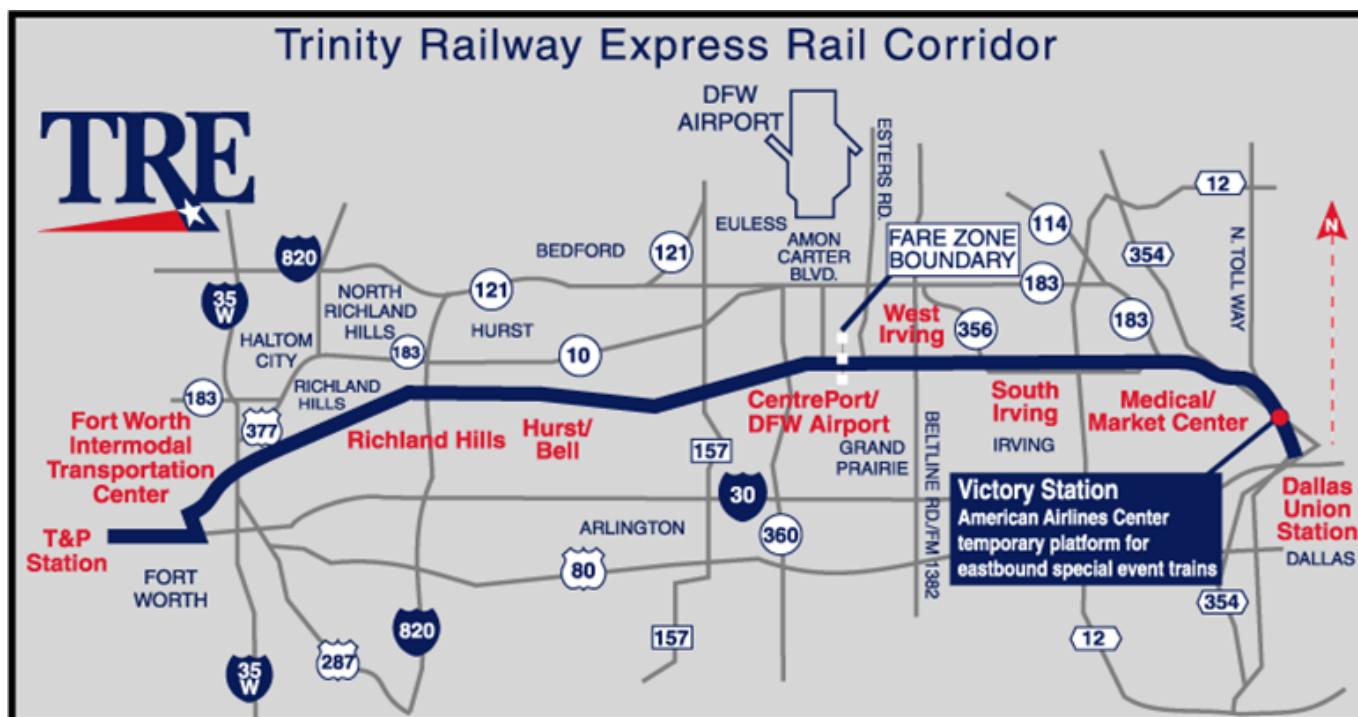 Trinity Railway Express Rail Corridor
TRE
DFW
AIRPORT
ESTERS RD.
12
N
820
BEDFORD
121
EULESS
AMON
CARTER
BLVD.
FARE ZONE
BOUNDARY
114
354
N. TOLL WAY
35
W
NORTH
RICHLAND
HILLS
121
HURST
183
HALTOM
CITY
183
10
West
Irving
356
183
183
RICHLAND
HILLS
377
Fort Worth
Intermodal
Transportation
Center
Richland Hills
Hurst/
Bell
CentrePort/
DFW Airport
South
Irving
Medical/
Market Center
157
GRAND
PRAIRIE
IRVING
BELTLINE RD./FM 1382
30
Victory Station
American Airlines Center
temporary platform for
eastbound special event trains
Dallas
Union
Station
DALLAS
T&P
Station
ARLINGTON
360
FORT
WORTH
80
354
820
157
12
287
35
W